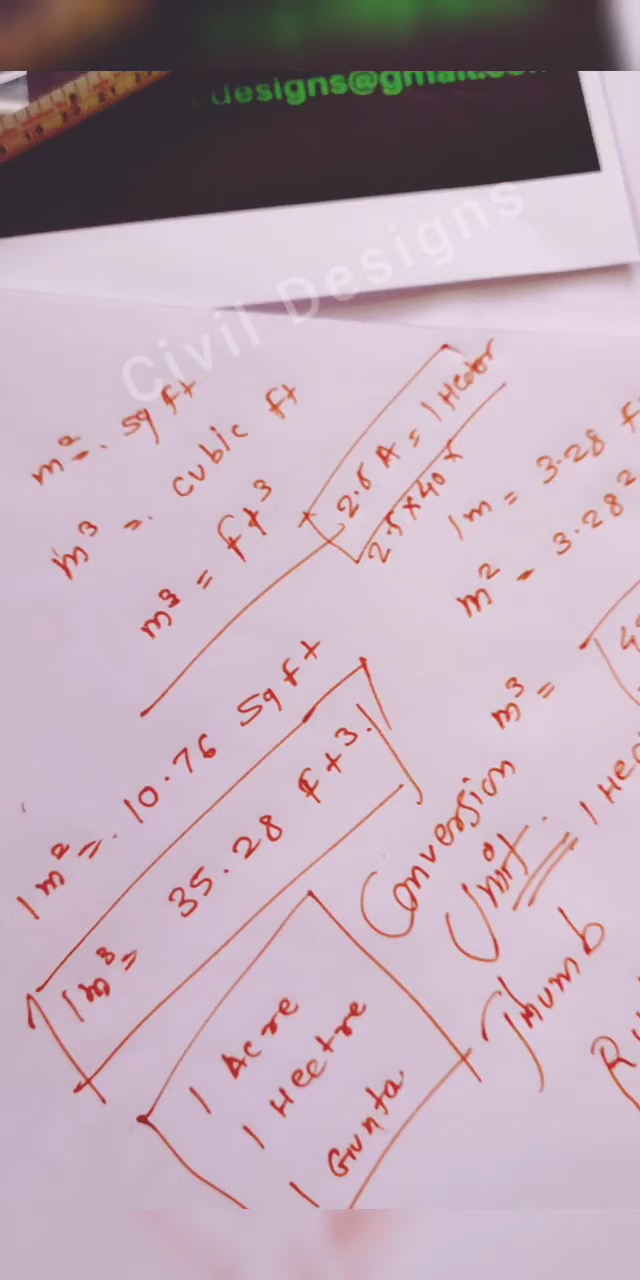 designs@gmail.com
Civil Designs
m² = sq ft
m³ = cubic ft
m³ = ft³
2.5 A = 1 Hector
2.5 x 40 x
1m = 3.28 f
m² = 3.28²
m³ =
1m² = 10.76 sqft
1m³ = 35.28 ft3.
Conversion
Unit.
1 Hec
Thumb
1 Acre
1 Hectre
1 Gunta